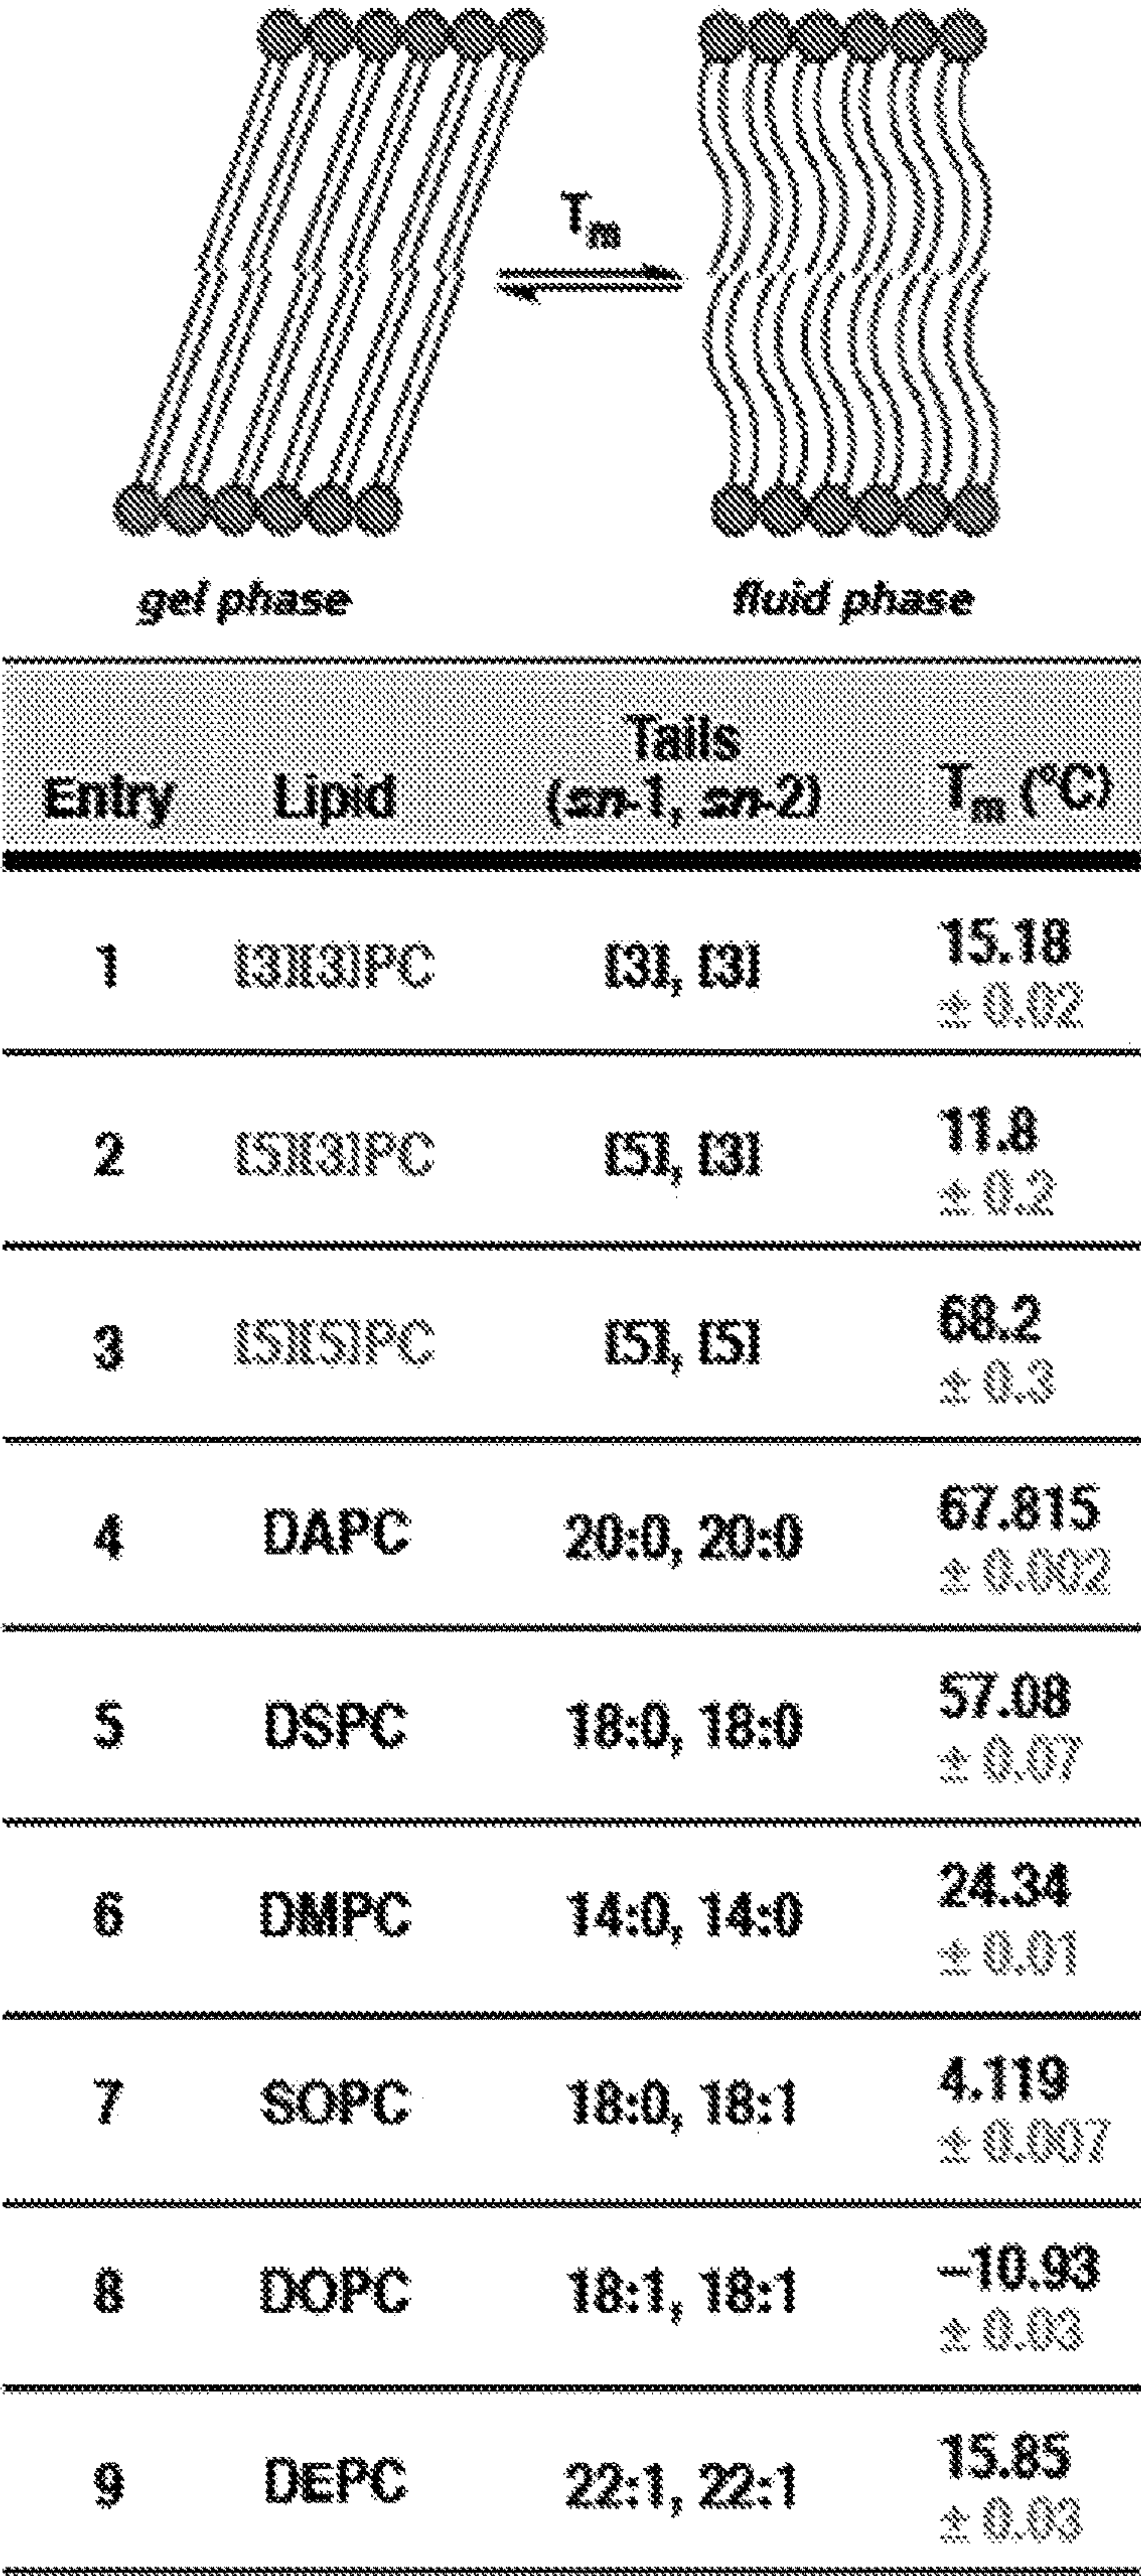 Tm
gel phase fluid phase
Entry Lipid Tails (sn-1, sn-2) Tm (ºC)
1 [3][3]PC [3], [3] 15.18 ± 0.02
2 [5][3]PC [5], [3] 11.8 ± 0.2
3 [5][5]PC [5], [5] 68.2 ± 0.3
4 DAPC 20:0, 20:0 67.815 ± 0.002
5 DSPC 18:0, 18:0 57.08 ± 0.07
6 DMPC 14:0, 14:0 24.34 ± 0.01
7 SOPC 18:0, 18:1 4.119 ± 0.007
8 DOPC 18:1, 18:1 –10.93 ± 0.03
9 DEPC 22:1, 22:1 15.85 ± 0.03